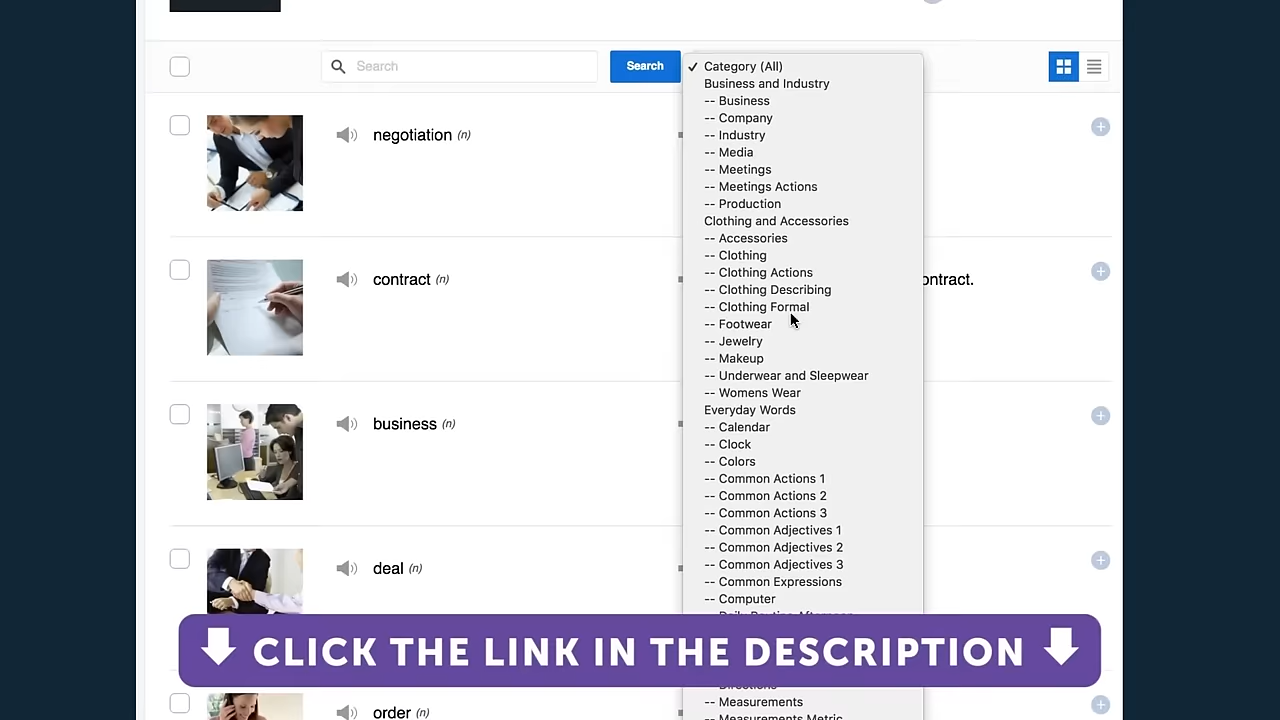 Search
Search
✓ Category (All)
Business and Industry
-- Business
-- Company
-- Industry
-- Media
-- Meetings
-- Meetings Actions
-- Production
Clothing and Accessories
-- Accessories
-- Clothing
-- Clothing Actions
-- Clothing Describing
-- Clothing Formal
-- Footwear
-- Jewelry
-- Makeup
-- Underwear and Sleepwear
-- Womens Wear
Everyday Words
-- Calendar
-- Clock
-- Colors
-- Common Actions 1
-- Common Actions 2
-- Common Actions 3
-- Common Adjectives 1
-- Common Adjectives 2
-- Common Adjectives 3
-- Common Expressions
-- Computer
-- Measurements
-- Measurements Metric
negotiation (n)
contract (n)
ontract.
business (n)
deal (n)
order (n)
CLICK THE LINK IN THE DESCRIPTION